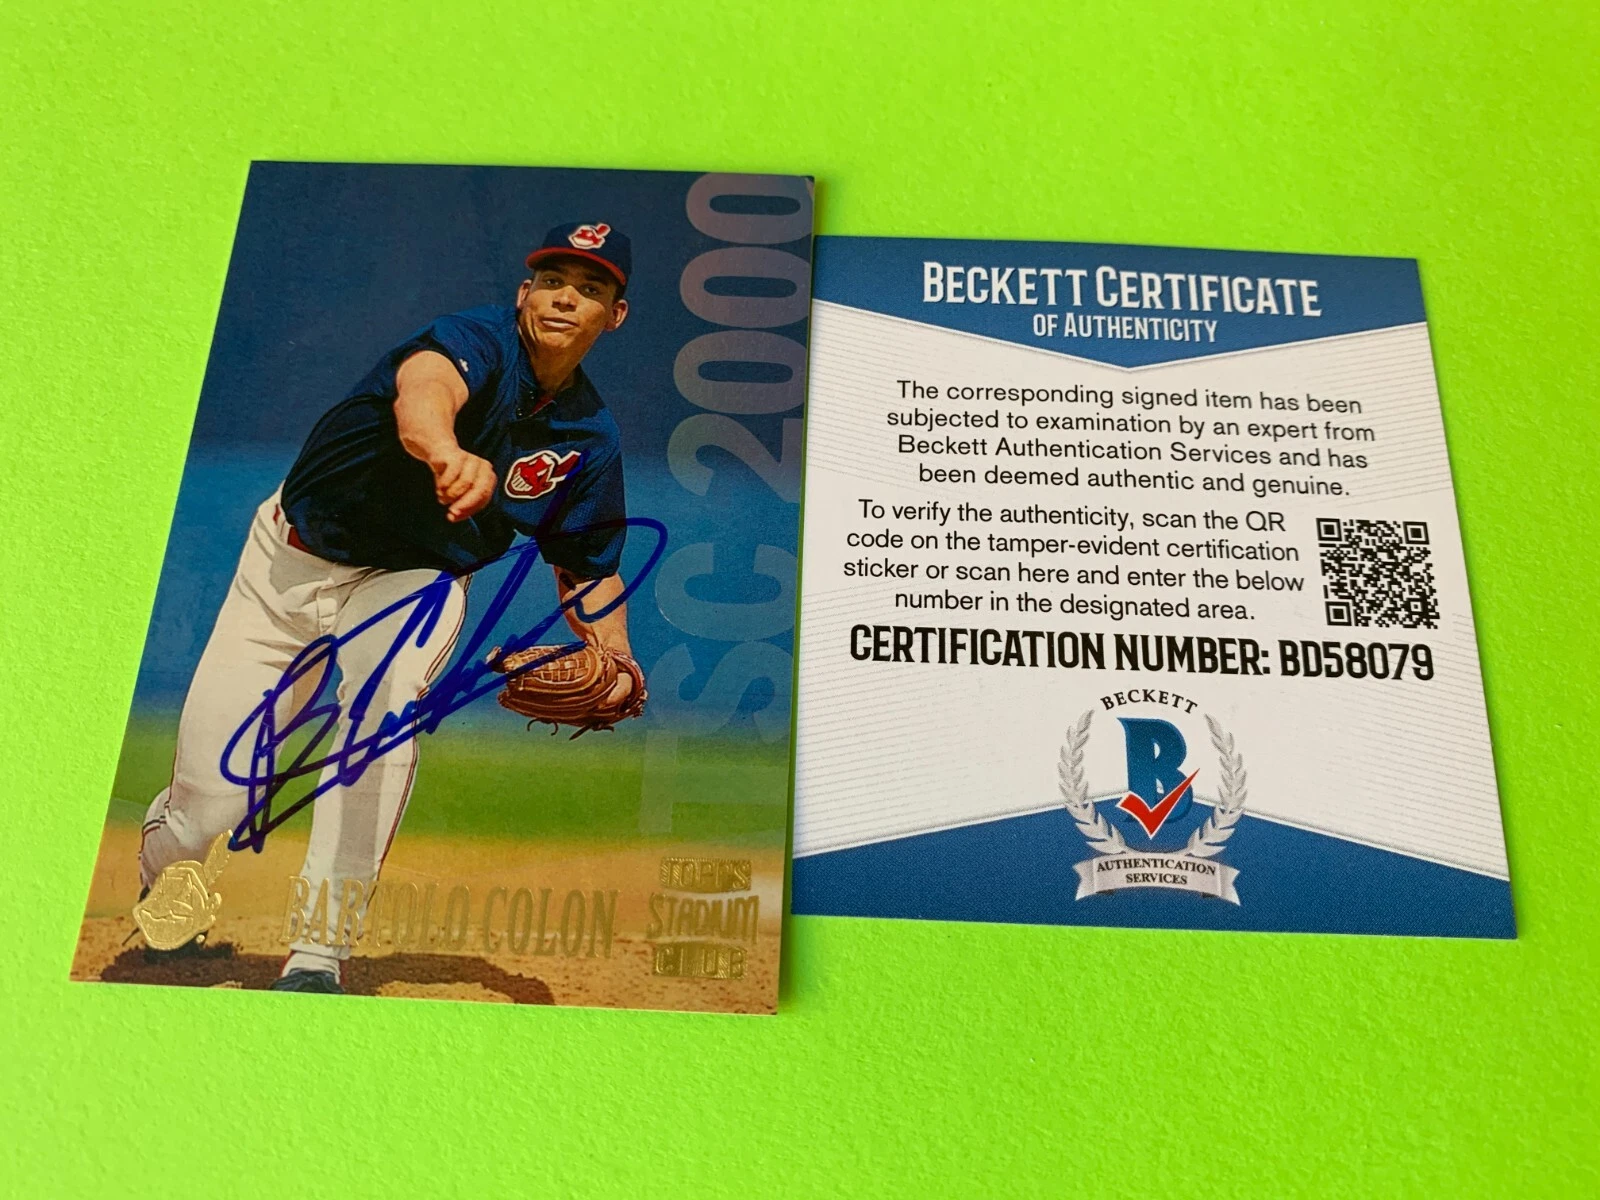 TSC 2000
BARTOLO COLON
TOPPS
STADIUM
CLUB
BECKETT CERTIFICATE
OF AUTHENTICITY
The corresponding signed item has been
subjected to examination by an expert from
Beckett Authentication Services and has
been deemed authentic and genuine.
To verify the authenticity, scan the QR
code on the tamper-evident certification
sticker or scan here and enter the below
number in the designated area.
CERTIFICATION NUMBER: BD58079
BECKETT
B
AUTHENTICATION
SERVICES